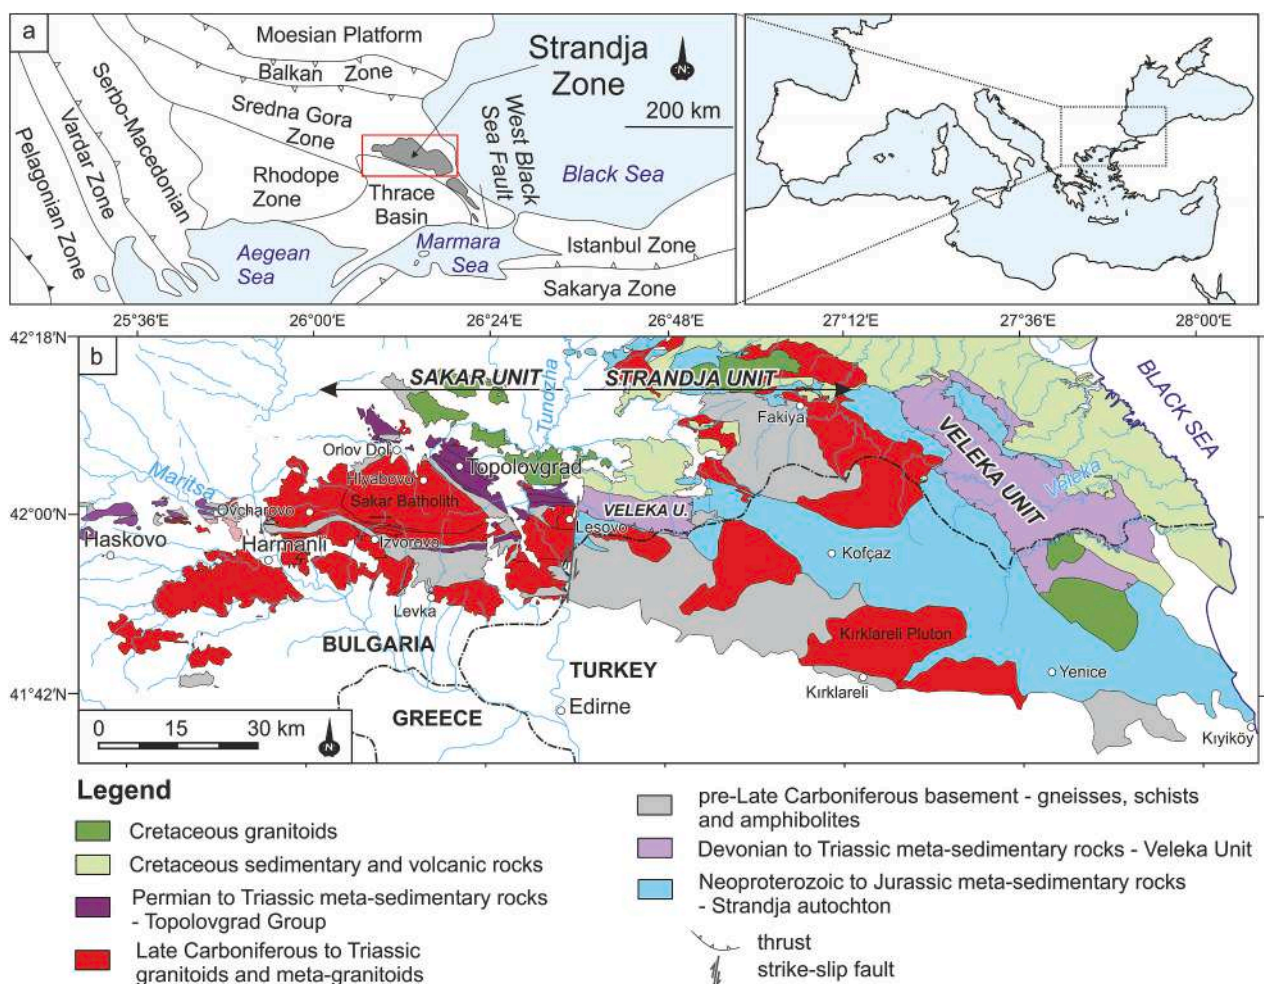 a
Moesian Platform
Balkan Zone
Sredna Gora
Zone
Serbo-Macedonian
Vardar Zone
Pelagonian Zone
Rhodope
Zone
Thrace
Basin
Strandja
Zone
N
200 km
West Black
Sea Fault
Black Sea
Aegean
Sea
Marmara
Sea
Istanbul Zone
Sakarya Zone
25°36'E
26°00'E
26°24'E
26°48'E
27°12'E
27°36'E
28°00'E
42°18'N
42°00'N
41°42'N
b
SAKAR UNIT
STRANDJA UNIT
Tundzha
Fakiya
BLACK SEA
VELEKA UNIT
Veleka
Orlov Dol
Topolovgrad
Hlyabovo
Sakar Batholith
Maritsa
Ovcharovo
VELEKA U.
Lesovo
Haskovo
Harmanli
Izvorovo
Kofçaz
Levka
BULGARIA
Kırklareli Pluton
TURKEY
Yenice
Kırklareli
GREECE
Edirne
Kıyiköy
0 15 30 km
N
Legend
Cretaceous granitoids
Cretaceous sedimentary and volcanic rocks
Permian to Triassic meta-sedimentary rocks
- Topolovgrad Group
Late Carboniferous to Triassic
granitoids and meta-granitoids
pre-Late Carboniferous basement - gneisses, schists
and amphibolites
Devonian to Triassic meta-sedimentary rocks - Veleka Unit
Neoproterozoic to Jurassic meta-sedimentary rocks
- Strandja autochton
thrust
strike-slip fault